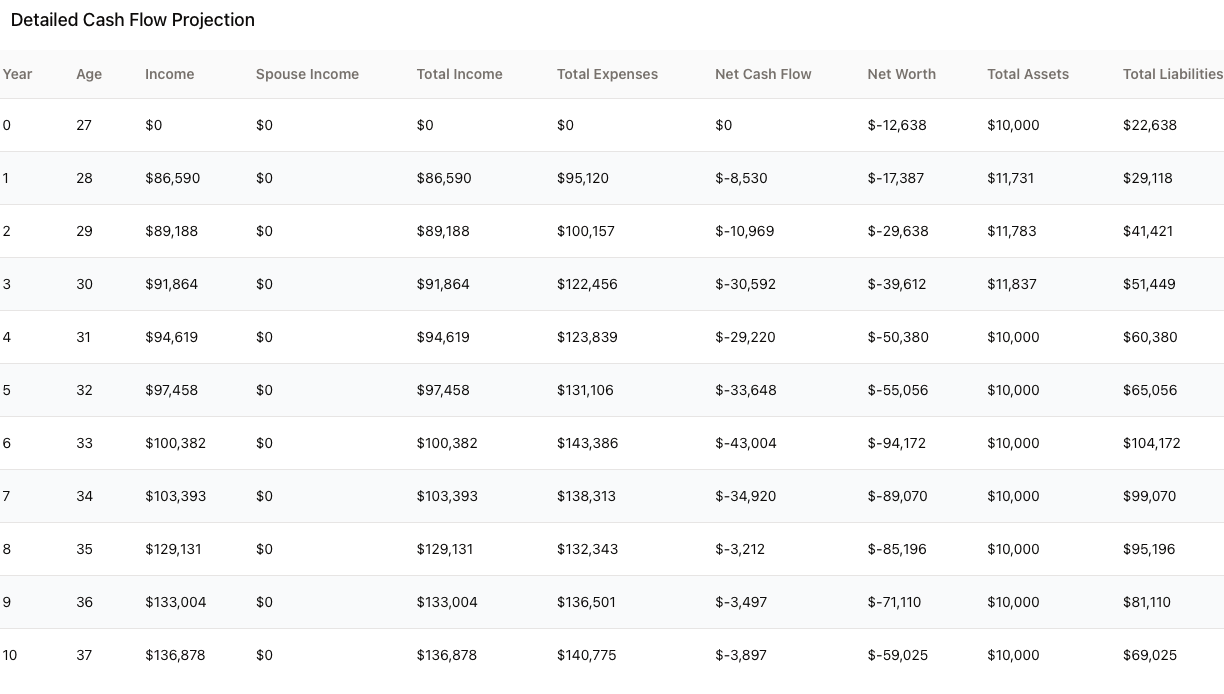 Detailed Cash Flow Projection
Year Age Income Spouse Income Total Income Total Expenses Net Cash Flow Net Worth Total Assets Total Liabilities
0 27 $0 $0 $0 $0 $0 $-12,638 $10,000 $22,638
1 28 $86,590 $0 $86,590 $95,120 $-8,530 $-17,387 $11,731 $29,118
2 29 $89,188 $0 $89,188 $100,157 $-10,969 $-29,638 $11,783 $41,421
3 30 $91,864 $0 $91,864 $122,456 $-30,592 $-39,612 $11,837 $51,449
4 31 $94,619 $0 $94,619 $123,839 $-29,220 $-50,380 $10,000 $60,380
5 32 $97,458 $0 $97,458 $131,106 $-33,648 $-55,056 $10,000 $65,056
6 33 $100,382 $0 $100,382 $143,386 $-43,004 $-94,172 $10,000 $104,172
7 34 $103,393 $0 $103,393 $138,313 $-34,920 $-89,070 $10,000 $99,070
8 35 $129,131 $0 $129,131 $132,343 $-3,212 $-85,196 $10,000 $95,196
9 36 $133,004 $0 $133,004 $136,501 $-3,497 $-71,110 $10,000 $81,110
10 37 $136,878 $0 $136,878 $140,775 $-3,897 $-59,025 $10,000 $69,025